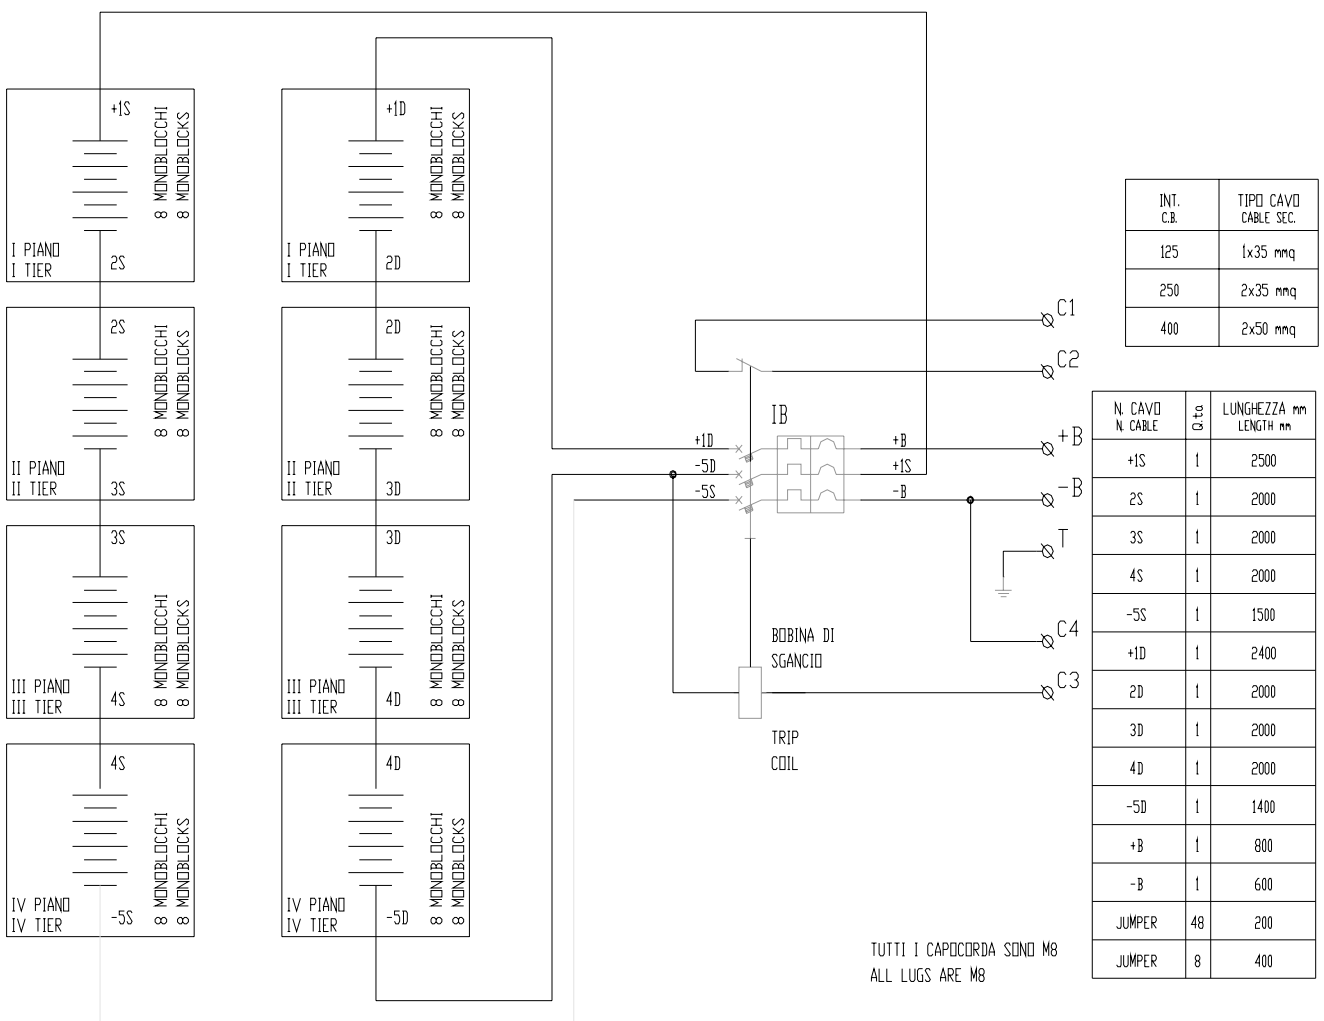 +1S
8 MONOBLOCCHI
8 MONOBLOCKS
I PIANO
I TIER
2S
+1D
8 MONOBLOCCHI
8 MONOBLOCKS
I PIANO
I TIER
2D
2S
8 MONOBLOCCHI
8 MONOBLOCKS
II PIANO
II TIER
3S
2D
8 MONOBLOCCHI
8 MONOBLOCKS
II PIANO
II TIER
3D
3S
8 MONOBLOCCHI
8 MONOBLOCKS
III PIANO
III TIER
4S
3D
8 MONOBLOCCHI
8 MONOBLOCKS
III PIANO
III TIER
4D
4S
8 MONOBLOCCHI
8 MONOBLOCKS
IV PIANO
IV TIER
-5S
4D
8 MONOBLOCCHI
8 MONOBLOCKS
IV PIANO
IV TIER
-5D
C1
C2
IB
+1D
-5D
-5S
+B
+1S
-B
+B
-B
T
C4
C3
BOBINA DI
SGANCIO
TRIP
COIL
TUTTI I CAPOCORDA SONO M8
ALL LUGS ARE M8
INT. TIPO CAVO
C.B. CABLE SEC.
125 1x35 mmq
250 2x35 mmq
400 2x50 mmq
N. CAVO Q.ta LUNGHEZZA mm
N. CABLE LENGTH mm
+1S 1 2500
2S 1 2000
3S 1 2000
4S 1 2000
-5S 1 1500
+1D 1 2400
2D 1 2000
3D 1 2000
4D 1 2000
-5D 1 1400
+B 1 800
-B 1 600
JUMPER 48 200
JUMPER 8 400